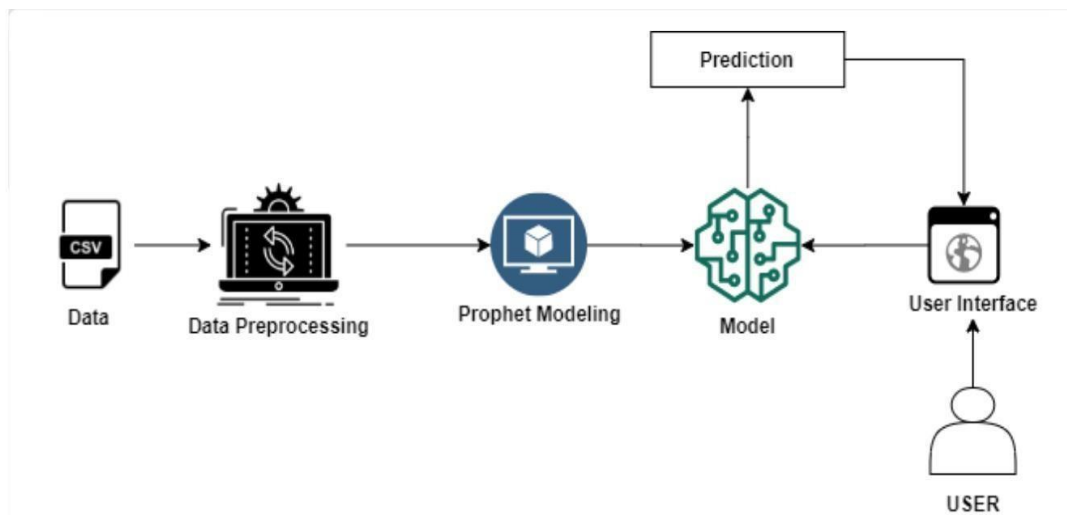 Prediction
CSV
Data
Data Preprocessing
Prophet Modeling
Model
User Interface
USER